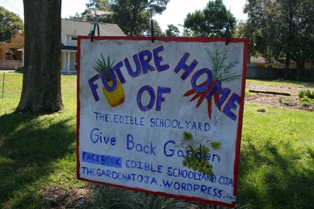 FUTURE HOME
OF
THE EDIBLE SCHOOLYARD
Give Back Garden
FACEBOOK EDIBLE SCHOOLYARD OJA
THEGARDENATOJA.WORDPRESS.